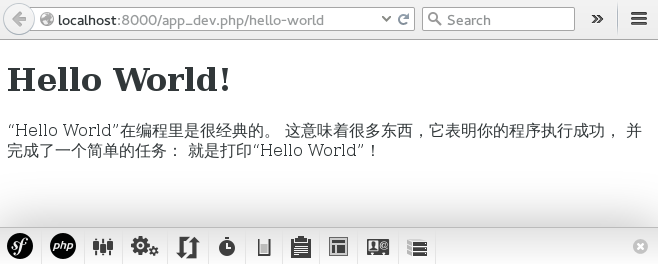 localhost:8000/app_dev.php/hello-world
Search
Hello World!
“Hello World”在编程里是很经典的。 这意味着很多东西，它表明你的程序执行成功， 并
完成了一个简单的任务： 就是打印“Hello World”！
sf
php